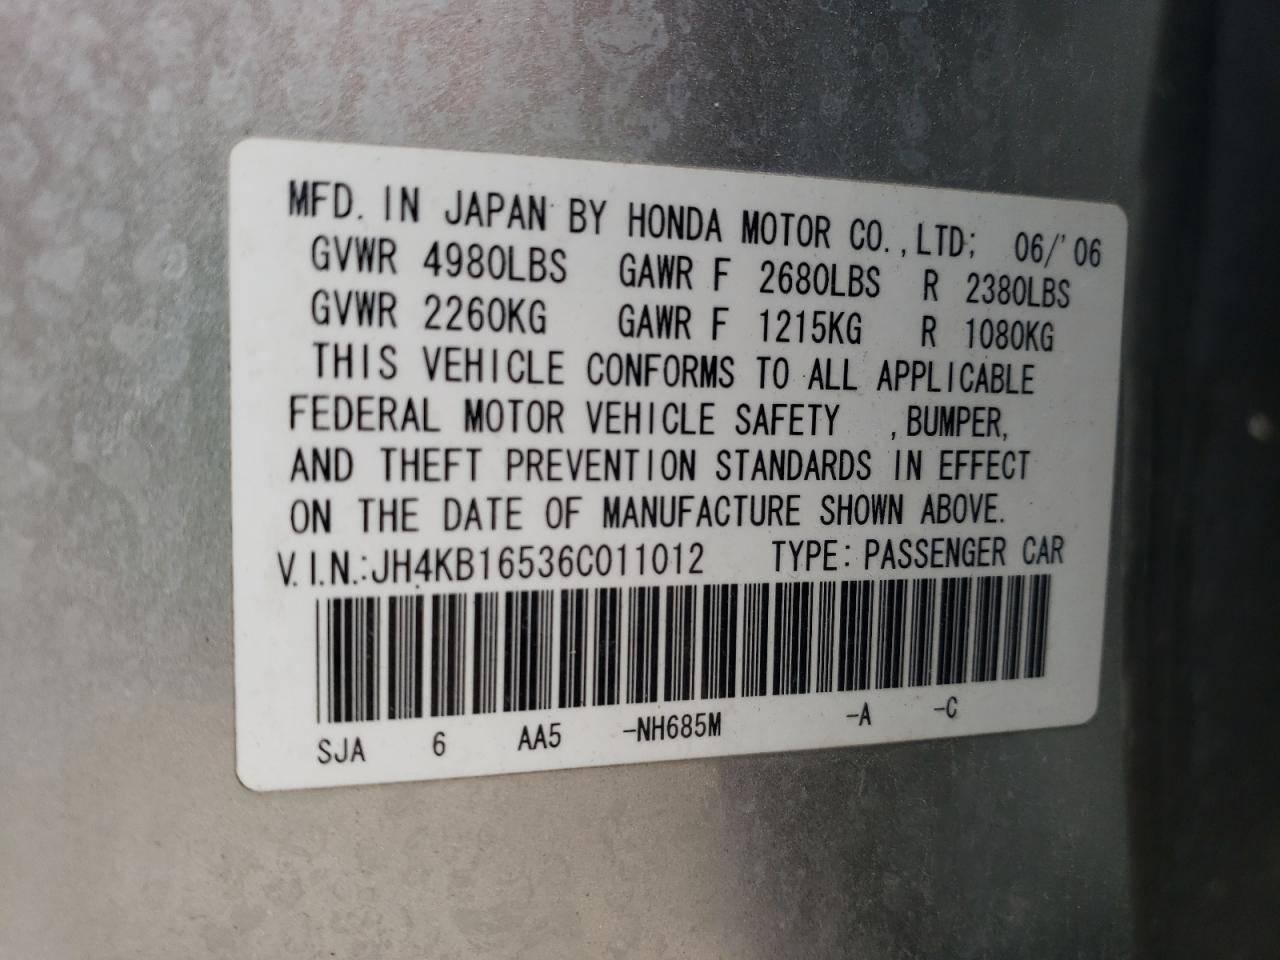 MFD. IN JAPAN BY HONDA MOTOR CO.,LTD; 06/'06
GVWR 4980LBS GAWR F 2680LBS R 2380LBS
GVWR 2260KG GAWR F 1215KG R 1080KG
THIS VEHICLE CONFORMS TO ALL APPLICABLE
FEDERAL MOTOR VEHICLE SAFETY ,BUMPER,
AND THEFT PREVENTION STANDARDS IN EFFECT
ON THE DATE OF MANUFACTURE SHOWN ABOVE.
V.I.N.:JH4KB16536C011012 TYPE:PASSENGER CAR
SJA 6 AA5 -NH685M -A -C